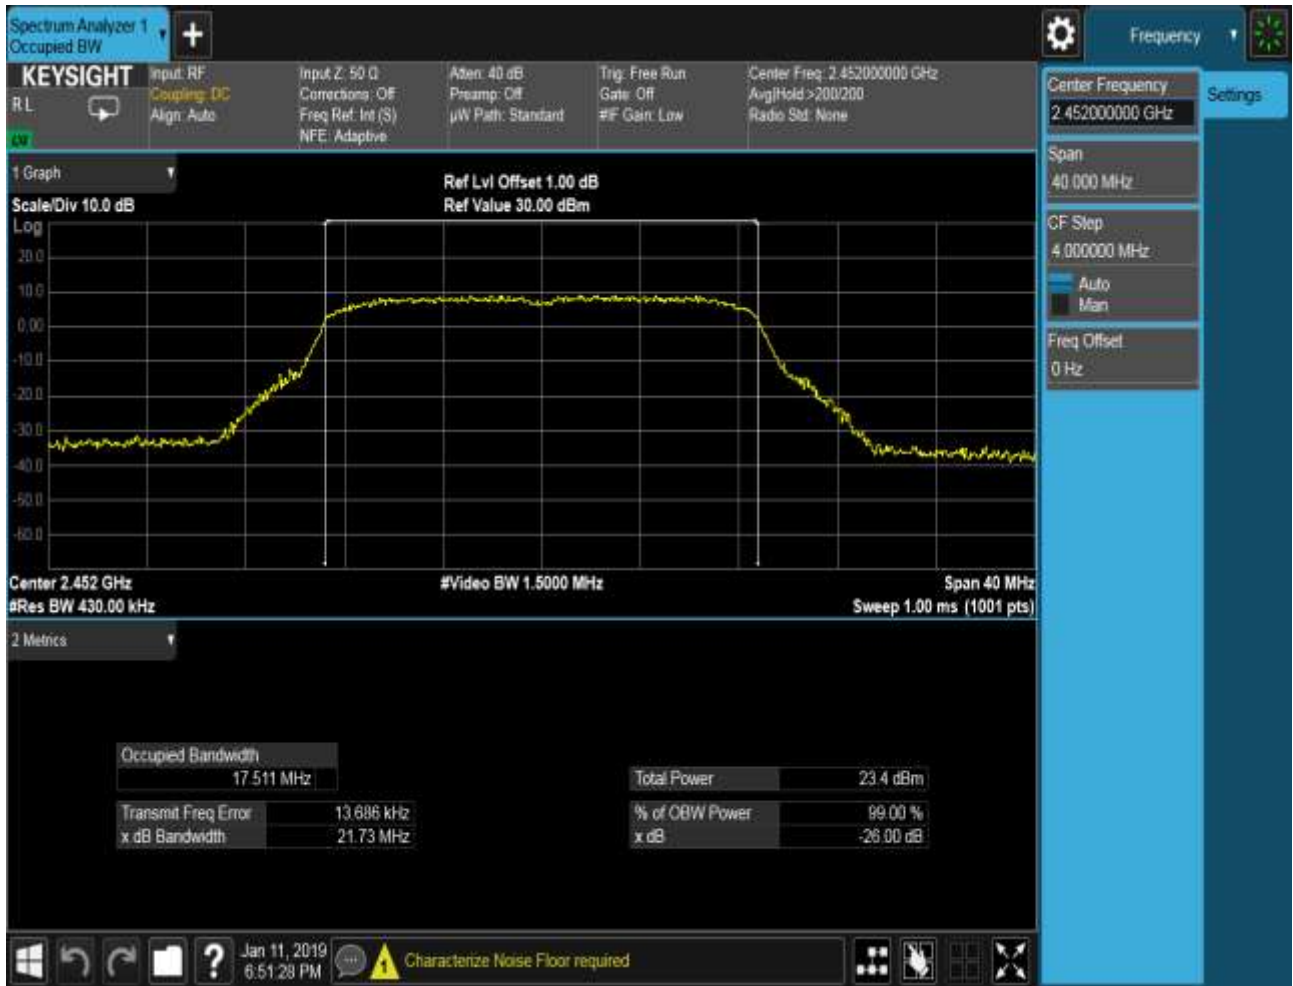 Spectrum Analyzer 1
Occupied BW
Frequency
KEYSIGHT
R L
Input: RF
Coupling: DC
Align: Auto
Input Z: 50 Ω
Corrections: Off
Freq Ref: Int (S)
NFE: Adaptive
Atten: 40 dB
Preamp: Off
µW Path: Standard
Trig: Free Run
Gate: Off
#IF Gain: Low
Center Freq: 2.452000000 GHz
Avg|Hold:>200/200
Radio Std: None
Center Frequency
2.452000000 GHz
Settings
Span
40.000 MHz
CF Step
4.000000 MHz
Auto
Man
Freq Offset
0 Hz
1 Graph
Scale/Div 10.0 dB
Ref Lvl Offset 1.00 dB
Ref Value 30.00 dBm
Log
20.0
10.0
0.00
-10.0
-20.0
-30.0
-40.0
-50.0
-60.0
Center 2.452 GHz
#Video BW 1.5000 MHz
Span 40 MHz
#Res BW 430.00 kHz
Sweep 1.00 ms (1001 pts)
2 Metrics
Occupied Bandwidth
17.511 MHz
Total Power 23.4 dBm
Transmit Freq Error 13.686 kHz
% of OBW Power 99.00 %
x dB Bandwidth 21.73 MHz
x dB -26.00 dB
?
Jan 11, 2019
6:51:28 PM
1
Characterize Noise Floor required